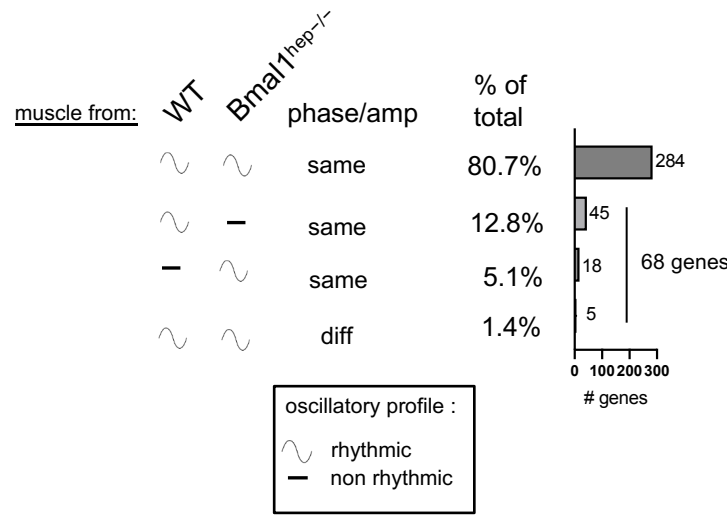 muscle from: WT Bmal1hep−/− phase/amp % of total
same 80.7% 284
same 12.8% 45
same 5.1% 18
diff 1.4% 5
68 genes
0 100 200 300
# genes
oscillatory profile :
rhythmic
non rhythmic